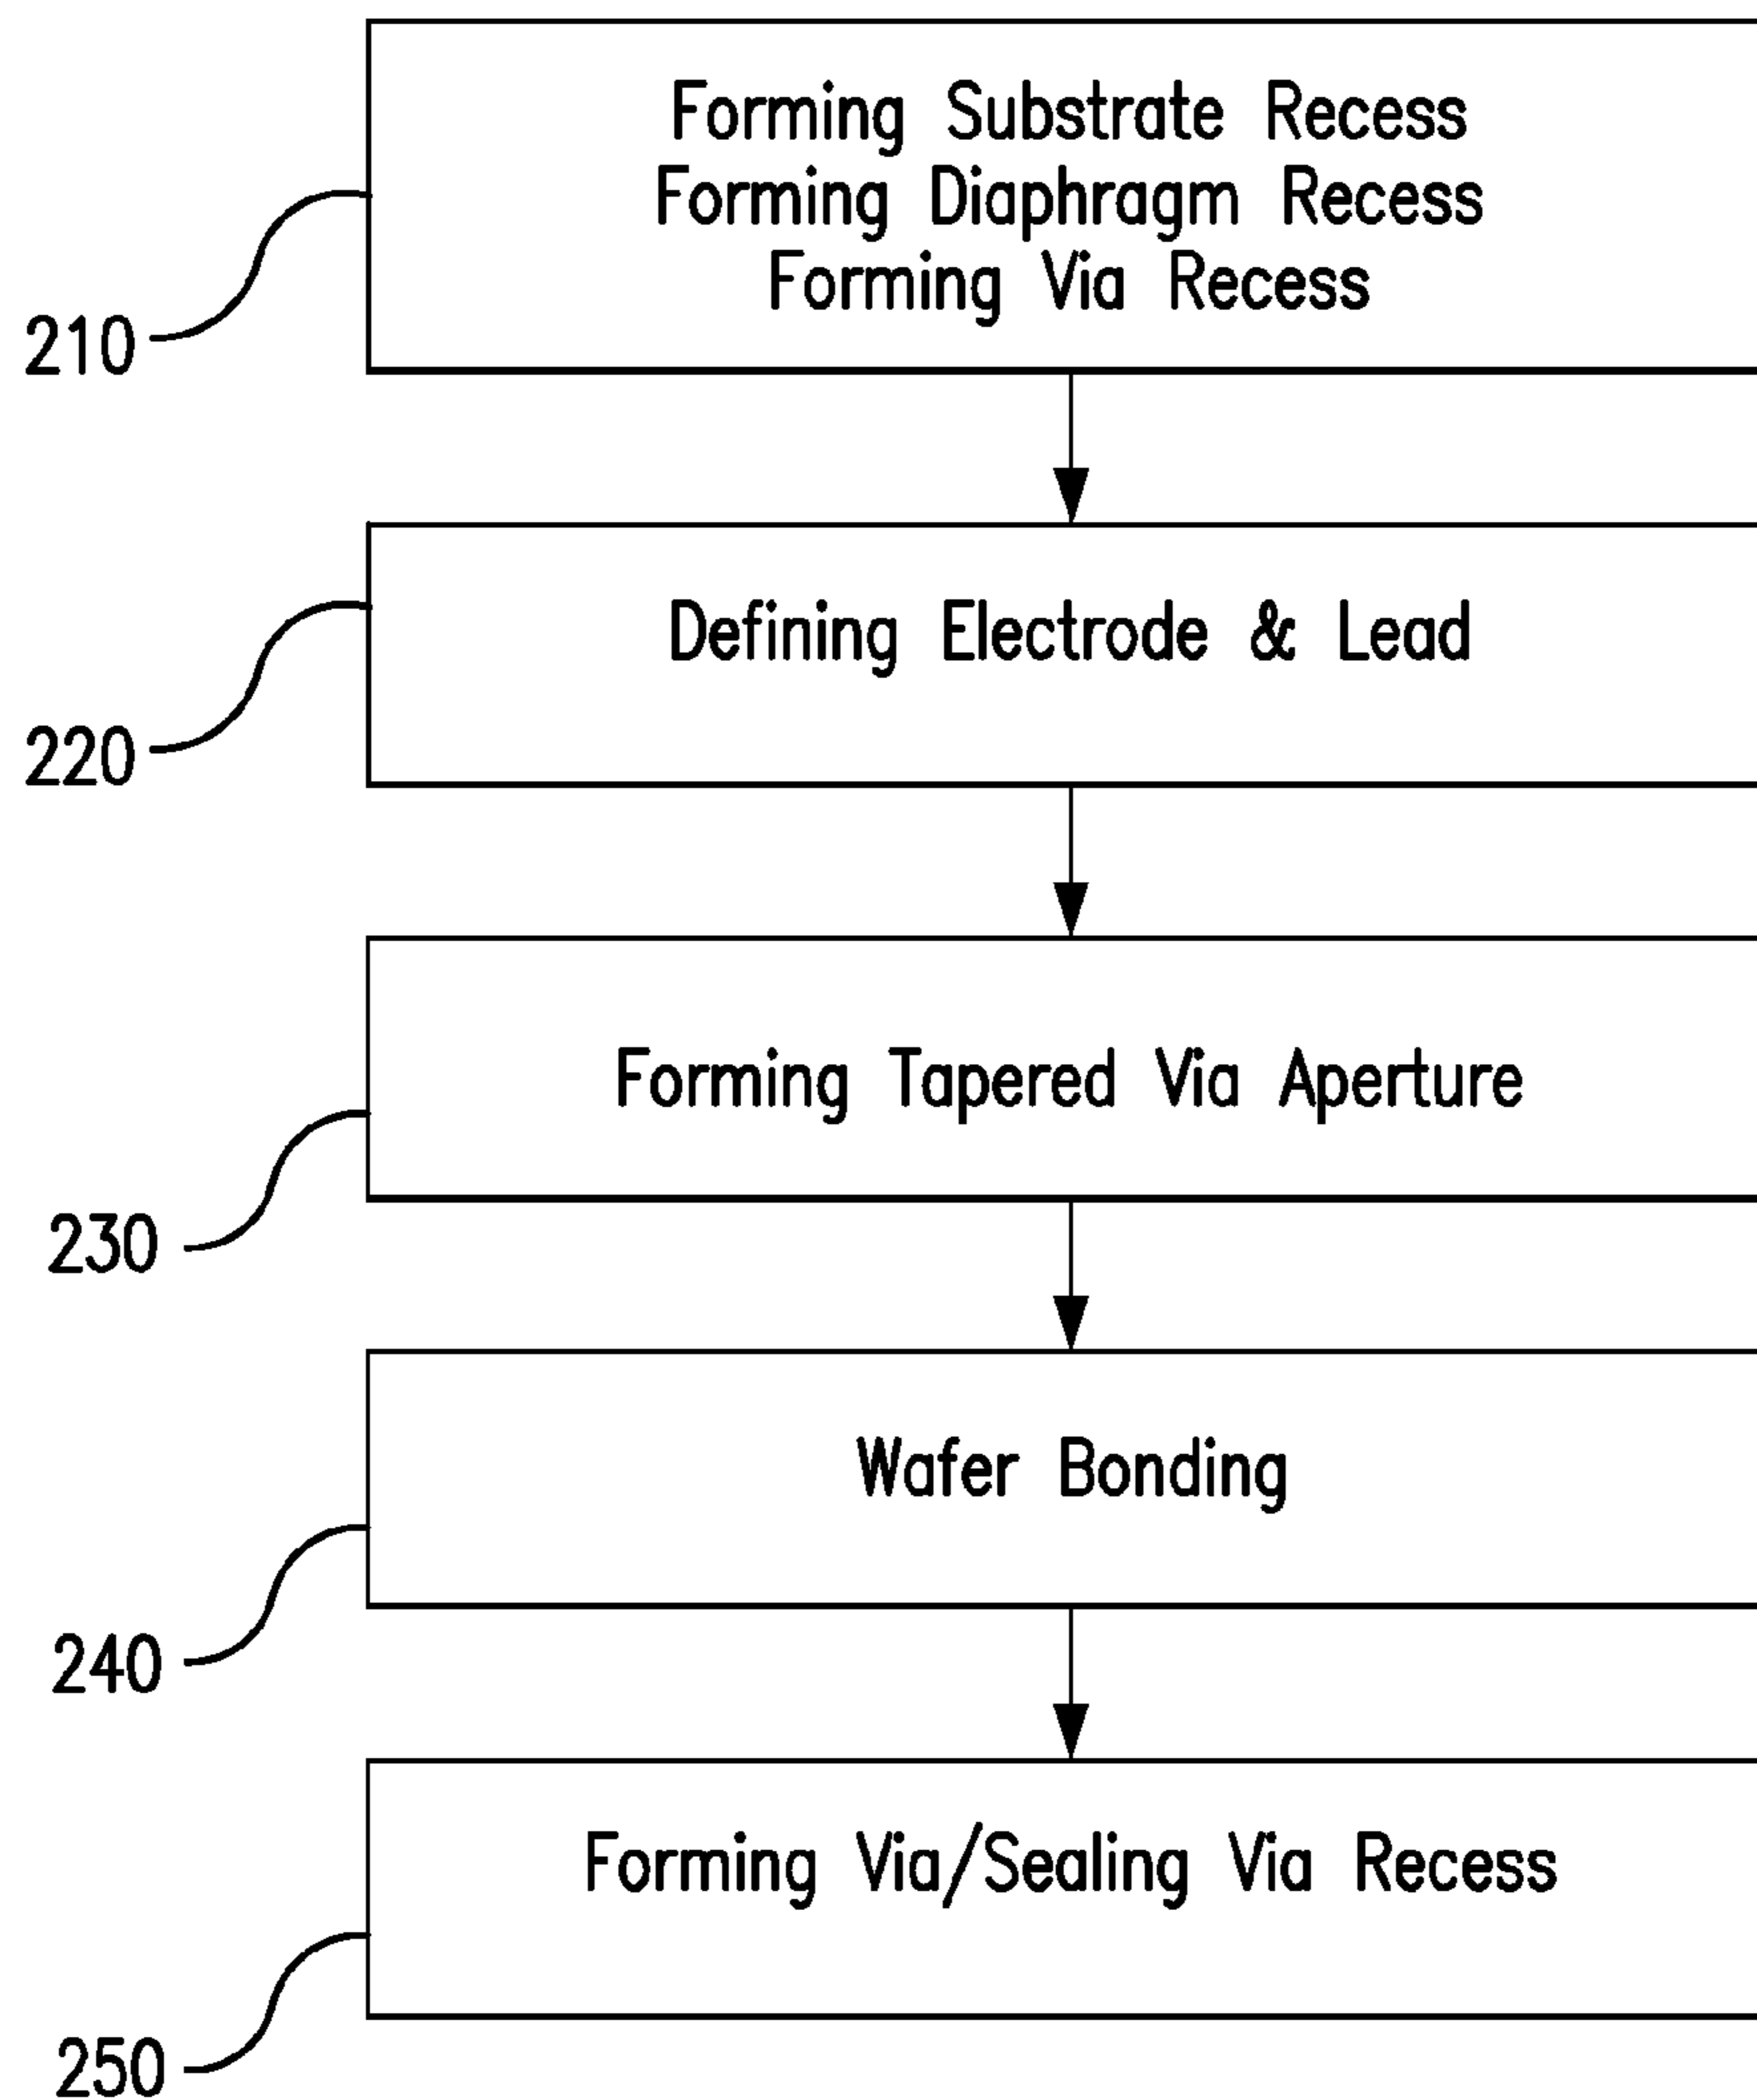 Forming Substrate Recess
Forming Diaphragm Recess
Forming Via Recess
210
Defining Electrode & Lead
220
Forming Tapered Via Aperture
230
Wafer Bonding
240
Forming Via/Sealing Via Recess
250